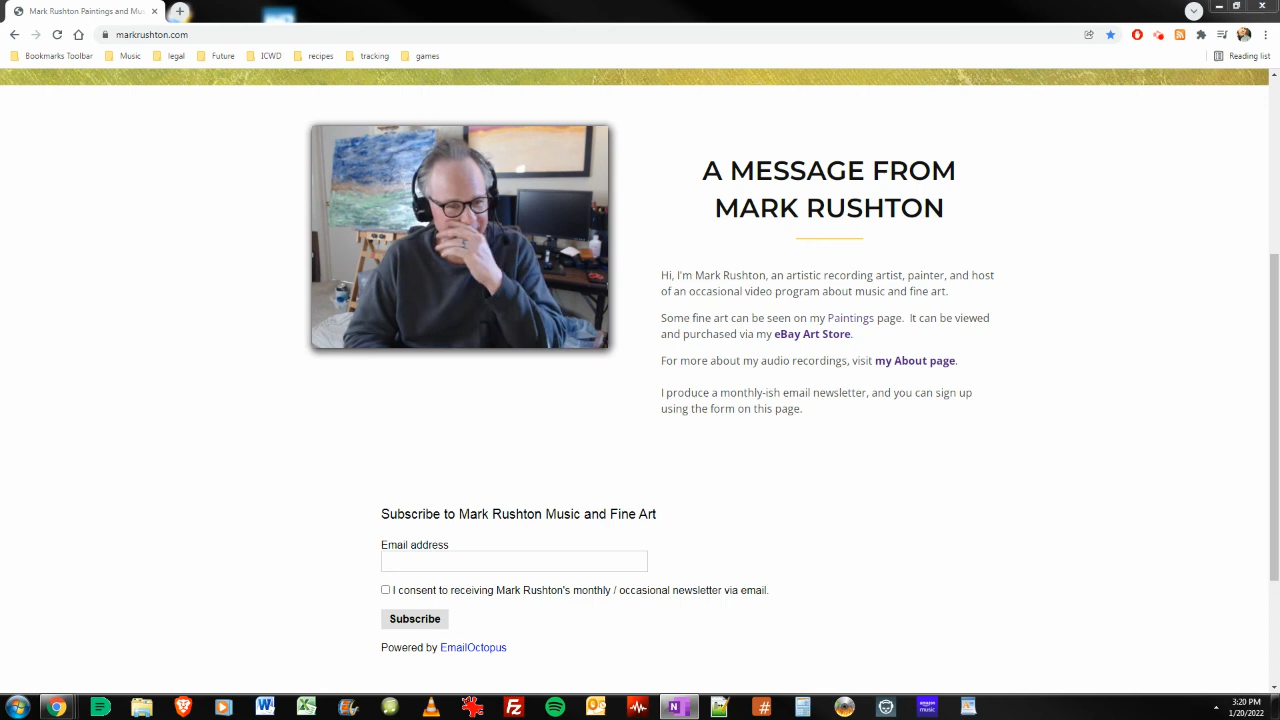 Mark Rushton Paintings and Mus
markrushton.com
Bookmarks Toolbar Music legal Future ICWD recipes tracking games Reading list
A MESSAGE FROM
MARK RUSHTON
Hi, I'm Mark Rushton, an artistic recording artist, painter, and host
of an occasional video program about music and fine art.
Some fine art can be seen on my Paintings page. It can be viewed
and purchased via my eBay Art Store.
For more about my audio recordings, visit my About page.
I produce a monthly-ish email newsletter, and you can sign up
using the form on this page.
Subscribe to Mark Rushton Music and Fine Art
Email address
I consent to receiving Mark Rushton's monthly / occasional newsletter via email.
Subscribe
Powered by EmailOctopus
amazon
music
3:20 PM
1/20/2022